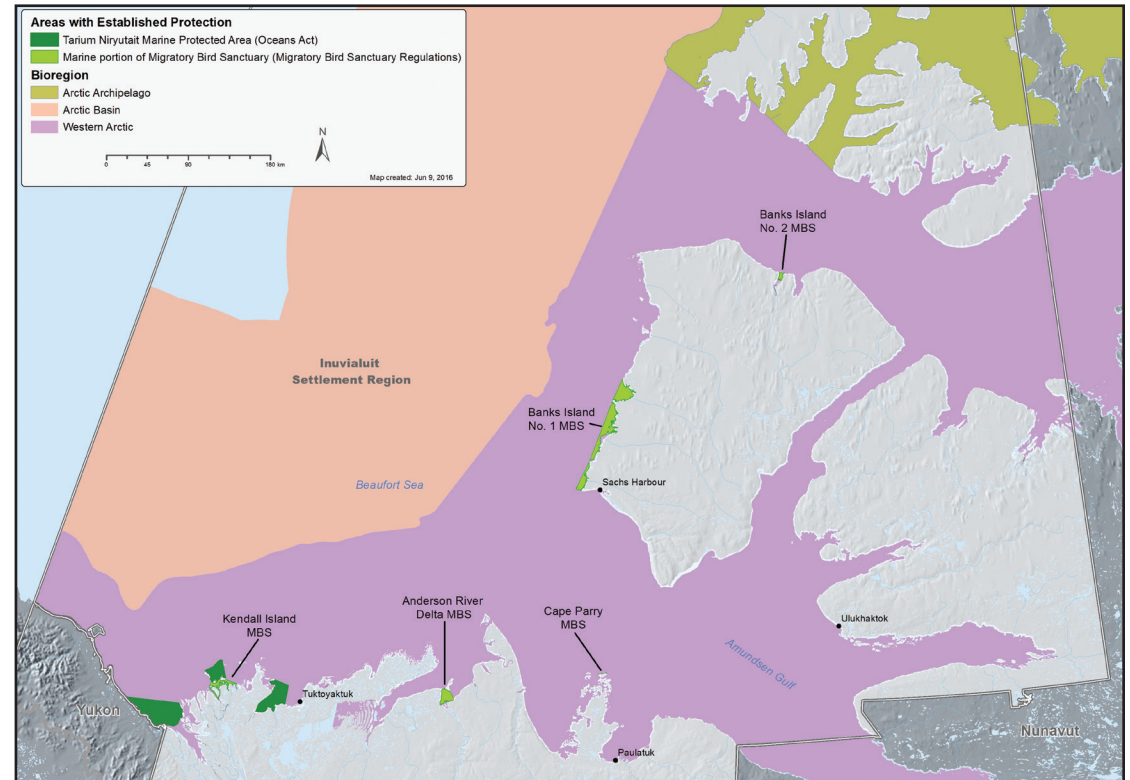 Areas with Established Protection
Tarium Niryutait Marine Protected Area (Oceans Act)
Marine portion of Migratory Bird Sanctuary (Migratory Bird Sanctuary Regulations)
Bioregion
Arctic Archipelago
Arctic Basin
Western Arctic
N
0 45 90 180 km
Map created: Jun 9, 2016
Banks Island
No. 2 MBS
Inuvialuit
Settlement Region
Banks Island
No. 1 MBS
Beaufort Sea
Sachs Harbour
Anderson River
Delta MBS
Cape Parry
MBS
Kendall Island
MBS
Ulukhaktok
Amundsen Gulf
Tuktoyaktuk
Yukon
Nunavut
Paulatuk